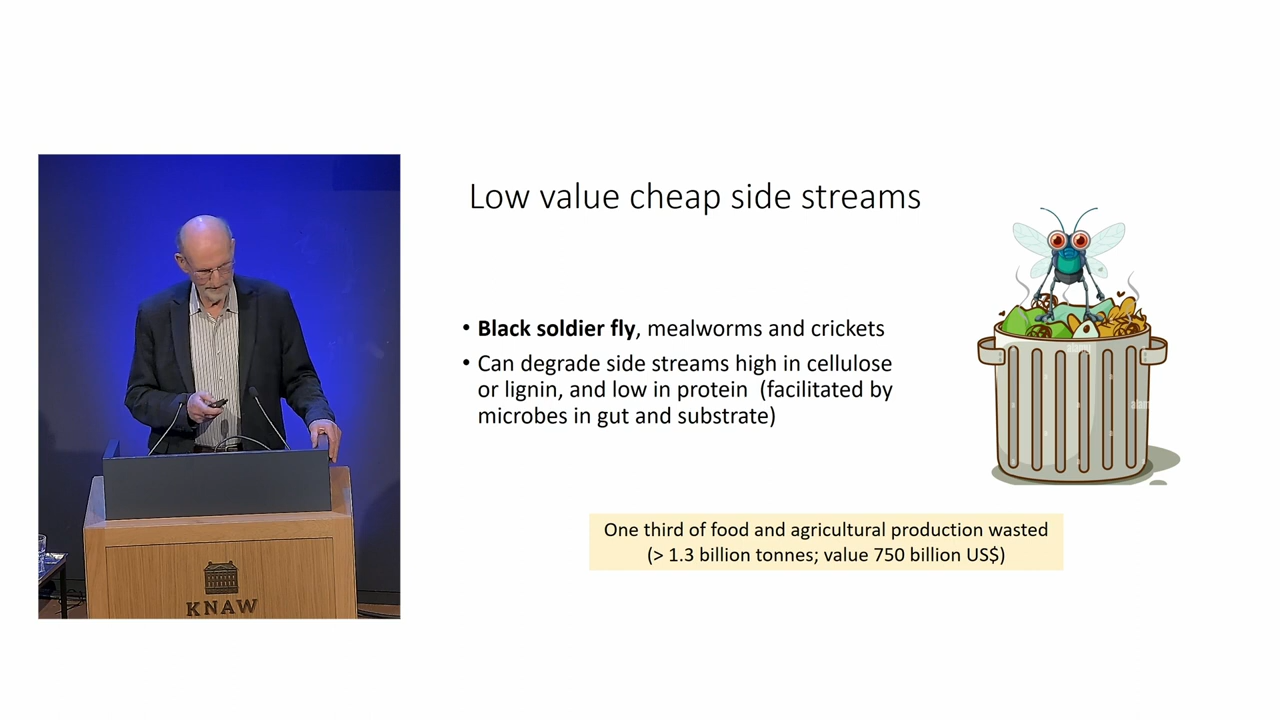 Low value cheap side streams
• Black soldier fly, mealworms and crickets
• Can degrade side streams high in cellulose
or lignin, and low in protein (facilitated by
microbes in gut and substrate)
One third of food and agricultural production wasted
(> 1.3 billion tonnes; value 750 billion US$)
KNAW
alamy